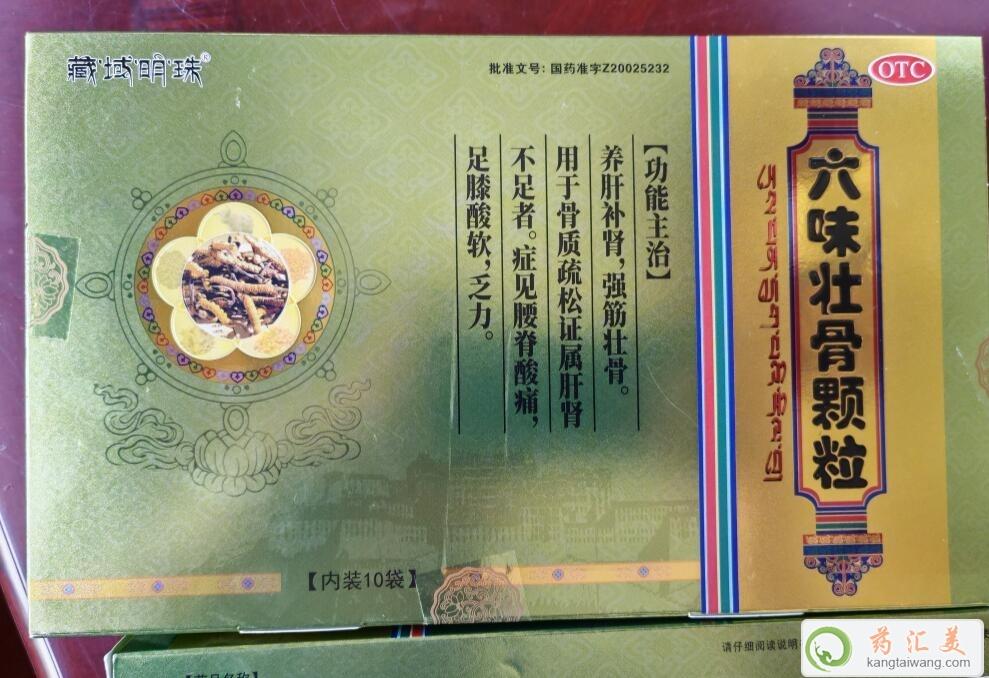 藏域明珠®
批准文号：国药准字Z20025232
OTC
六味壮骨颗粒
【功能主治】
养肝补肾，强筋壮骨。
用于骨质疏松证属肝肾
不足者。症见腰脊酸痛，
足膝酸软，乏力。
【内装10袋】
请仔细阅读说明
【药品名称】
药汇美
kangtaiwang.com